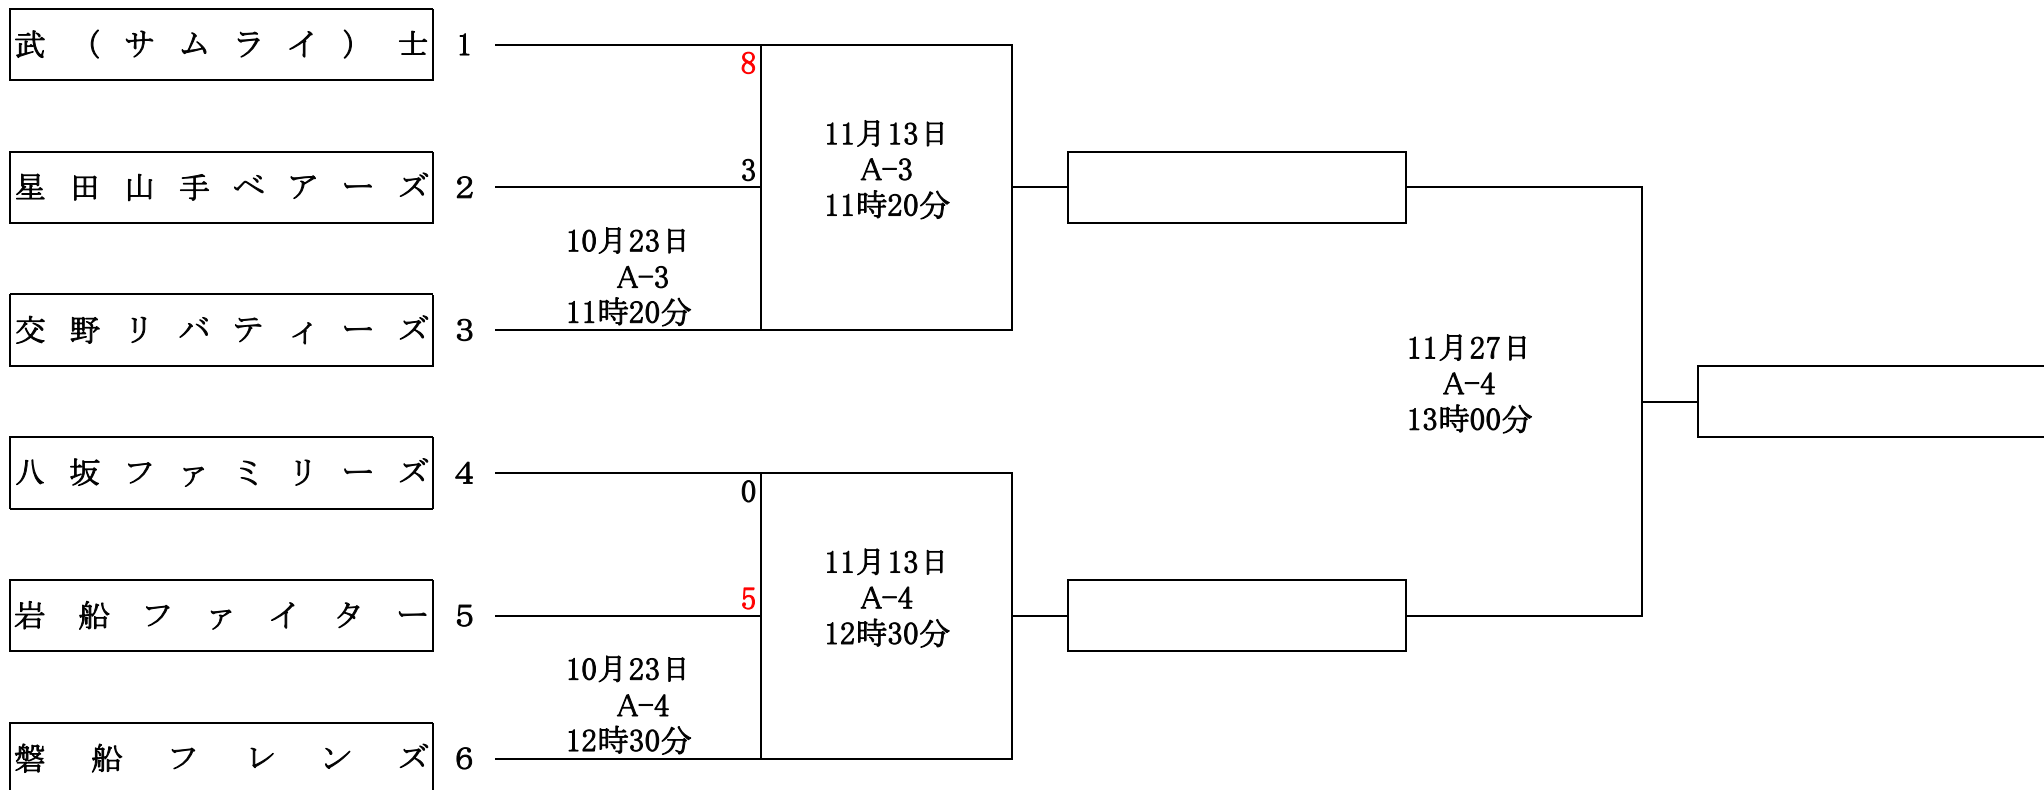 武（サムライ）士 1
8
11月13日
A-3
11時20分
3
星田山手ベアーズ 2
10月23日
A-3
11時20分
交野リバティーズ 3
11月27日
A-4
13時00分
八坂ファミリーズ 4
0
11月13日
A-4
12時30分
5
岩船ファイター 5
10月23日
A-4
12時30分
磐船フレンズ 6